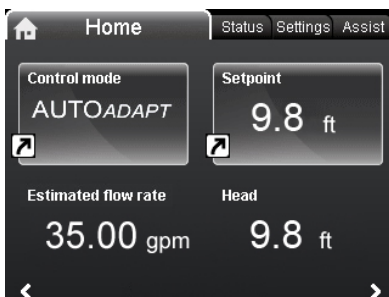 Home Status Settings Assist
Control mode Setpoint
AUTOADAPT 9.8 ft
Estimated flow rate Head
35.00 gpm 9.8 ft